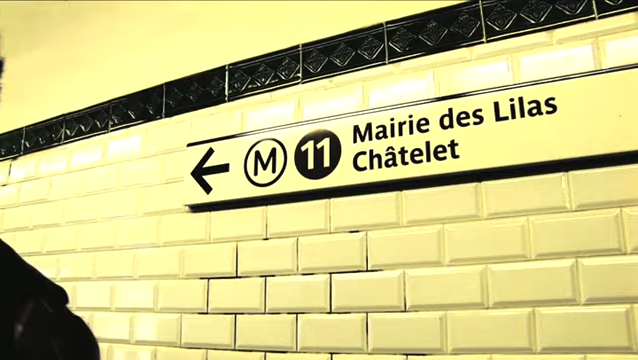 ← M 11 Mairie des Lilas
Châtelet